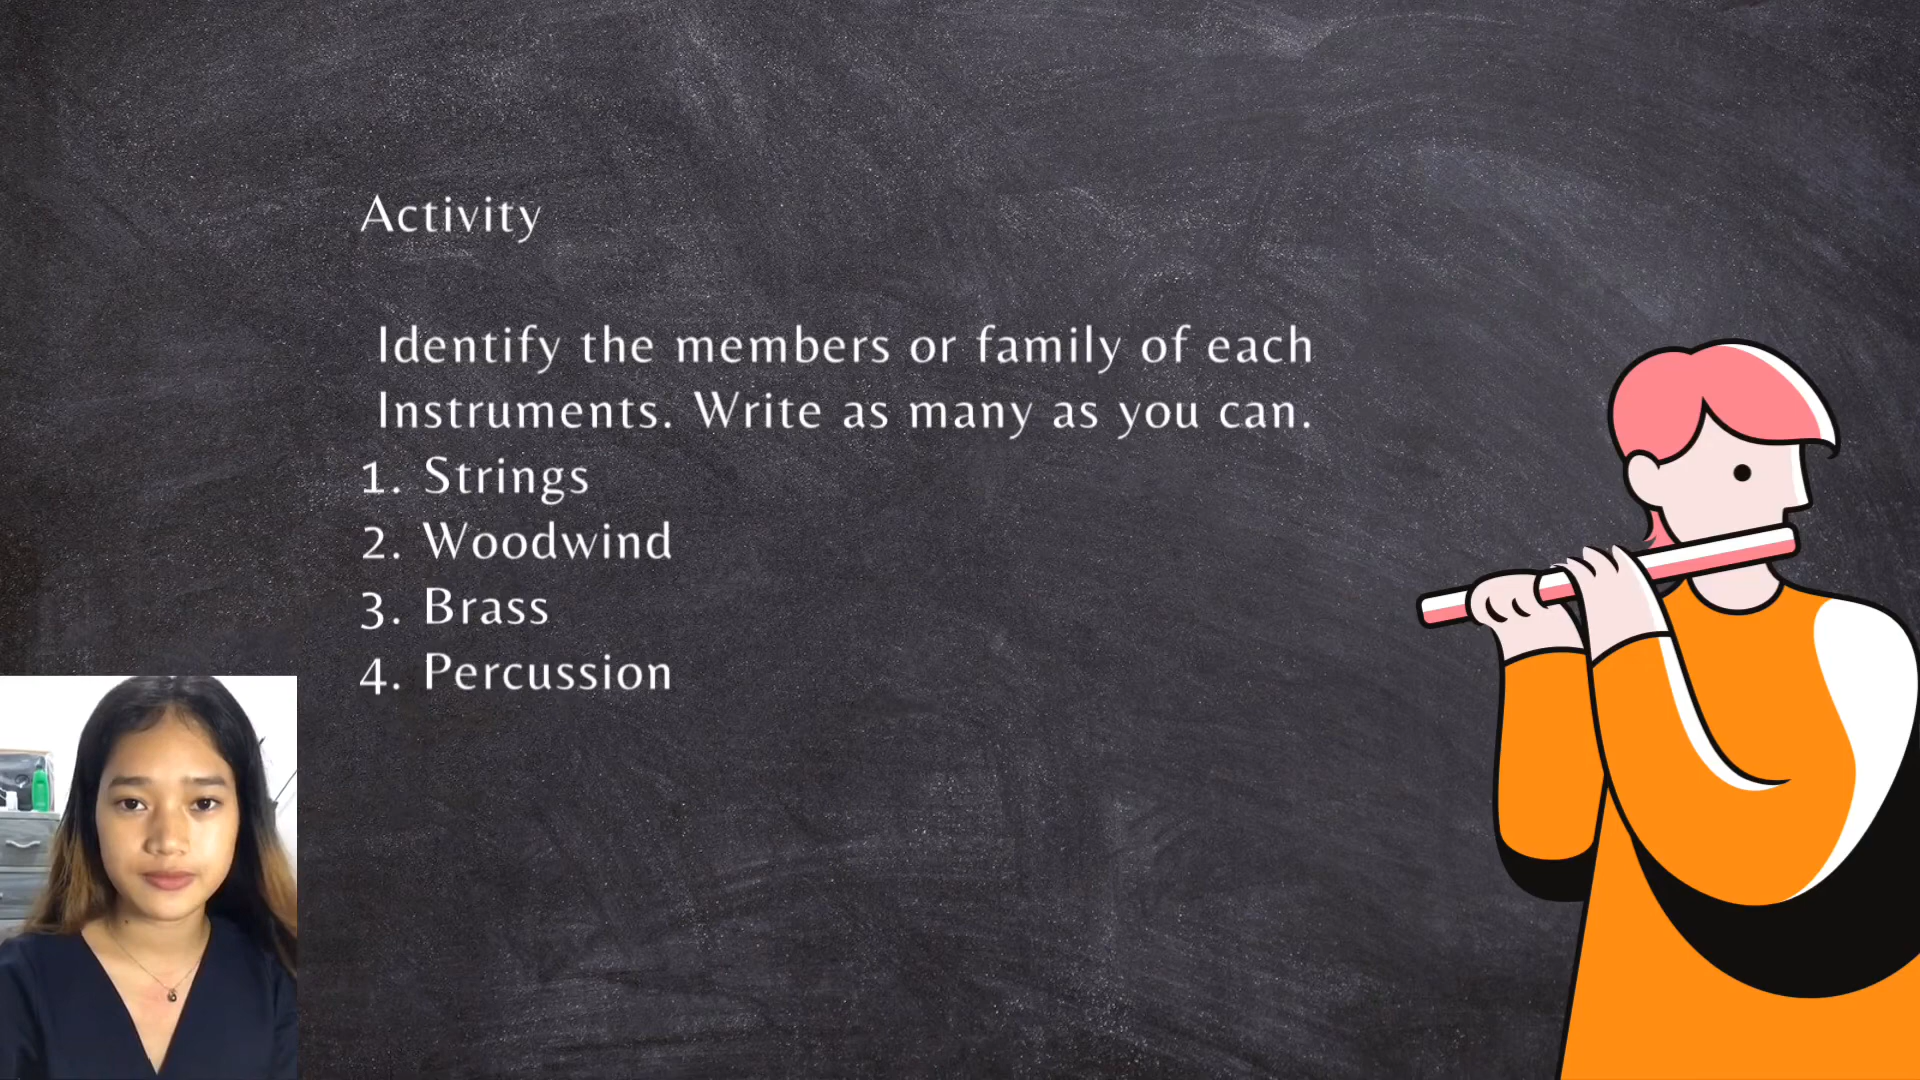 Activity
Identify the members or family of each
Instruments. Write as many as you can.
1. Strings
2. Woodwind
3. Brass
4. Percussion